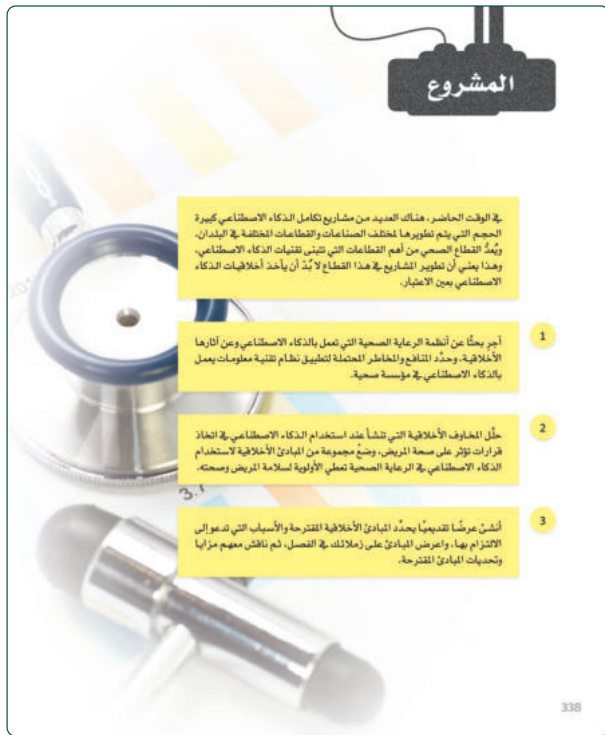 المشروع
في الوقت الحاضر، هناك العديد من مشاريع تكامل الذكاء الاصطناعي كبيرة
الحجم التي يتم تطويرها لمختلف الصناعات والقطاعات المختلفة في البلدان،
ويُعدُّ القطاع الصحي من أهم القطاعات التي تتبنى تقنيات الذكاء الاصطناعي،
وهذا يعني أن تطوير المشاريع في هذا القطاع لا بُدَّ أن يأخذ أخلاقيات الذكاء
الاصطناعي بعين الاعتبار.
1
أجرِ بحثًا عن أنظمة الرعاية الصحية التي تعمل بالذكاء الاصطناعي وعن آثارها
الأخلاقية، وحدِّد المنافع والمخاطر المحتملة لتطبيق نظام تقنية معلومات يعمل
بالذكاء الاصطناعي في مؤسسة صحية.
2
حلِّل المخاوف الأخلاقية التي تنشأ عند استخدام الذكاء الاصطناعي في اتخاذ
قرارات تؤثر على صحة المريض، وضَعْ مجموعة من المبادئ الأخلاقية لاستخدام
الذكاء الاصطناعي في الرعاية الصحية تعطي الأولوية لسلامة المريض وصحته.
3
أنشئ عرضًا تقديميًا يحدِّد المبادئ الأخلاقية المقترحة والأسباب التي تدعو إلى
الالتزام بها، واعرض المبادئ على زملائك في الفصل، ثم ناقش معهم مزايا
وتحديات المبادئ المقترحة.
338